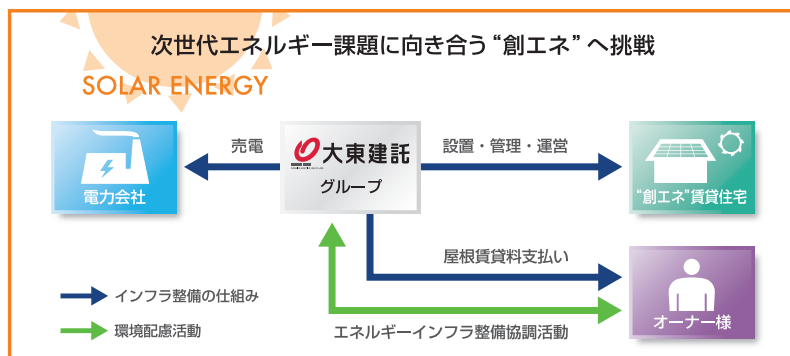 次世代エネルギー課題に向き合う“創エネ”へ挑戦
SOLAR ENERGY
売電
設置・管理・運営
大東建託
グループ
電力会社
“創エネ”賃貸住宅
屋根賃貸料支払い
インフラ整備の仕組み
オーナー様
環境配慮活動
エネルギーインフラ整備協調活動